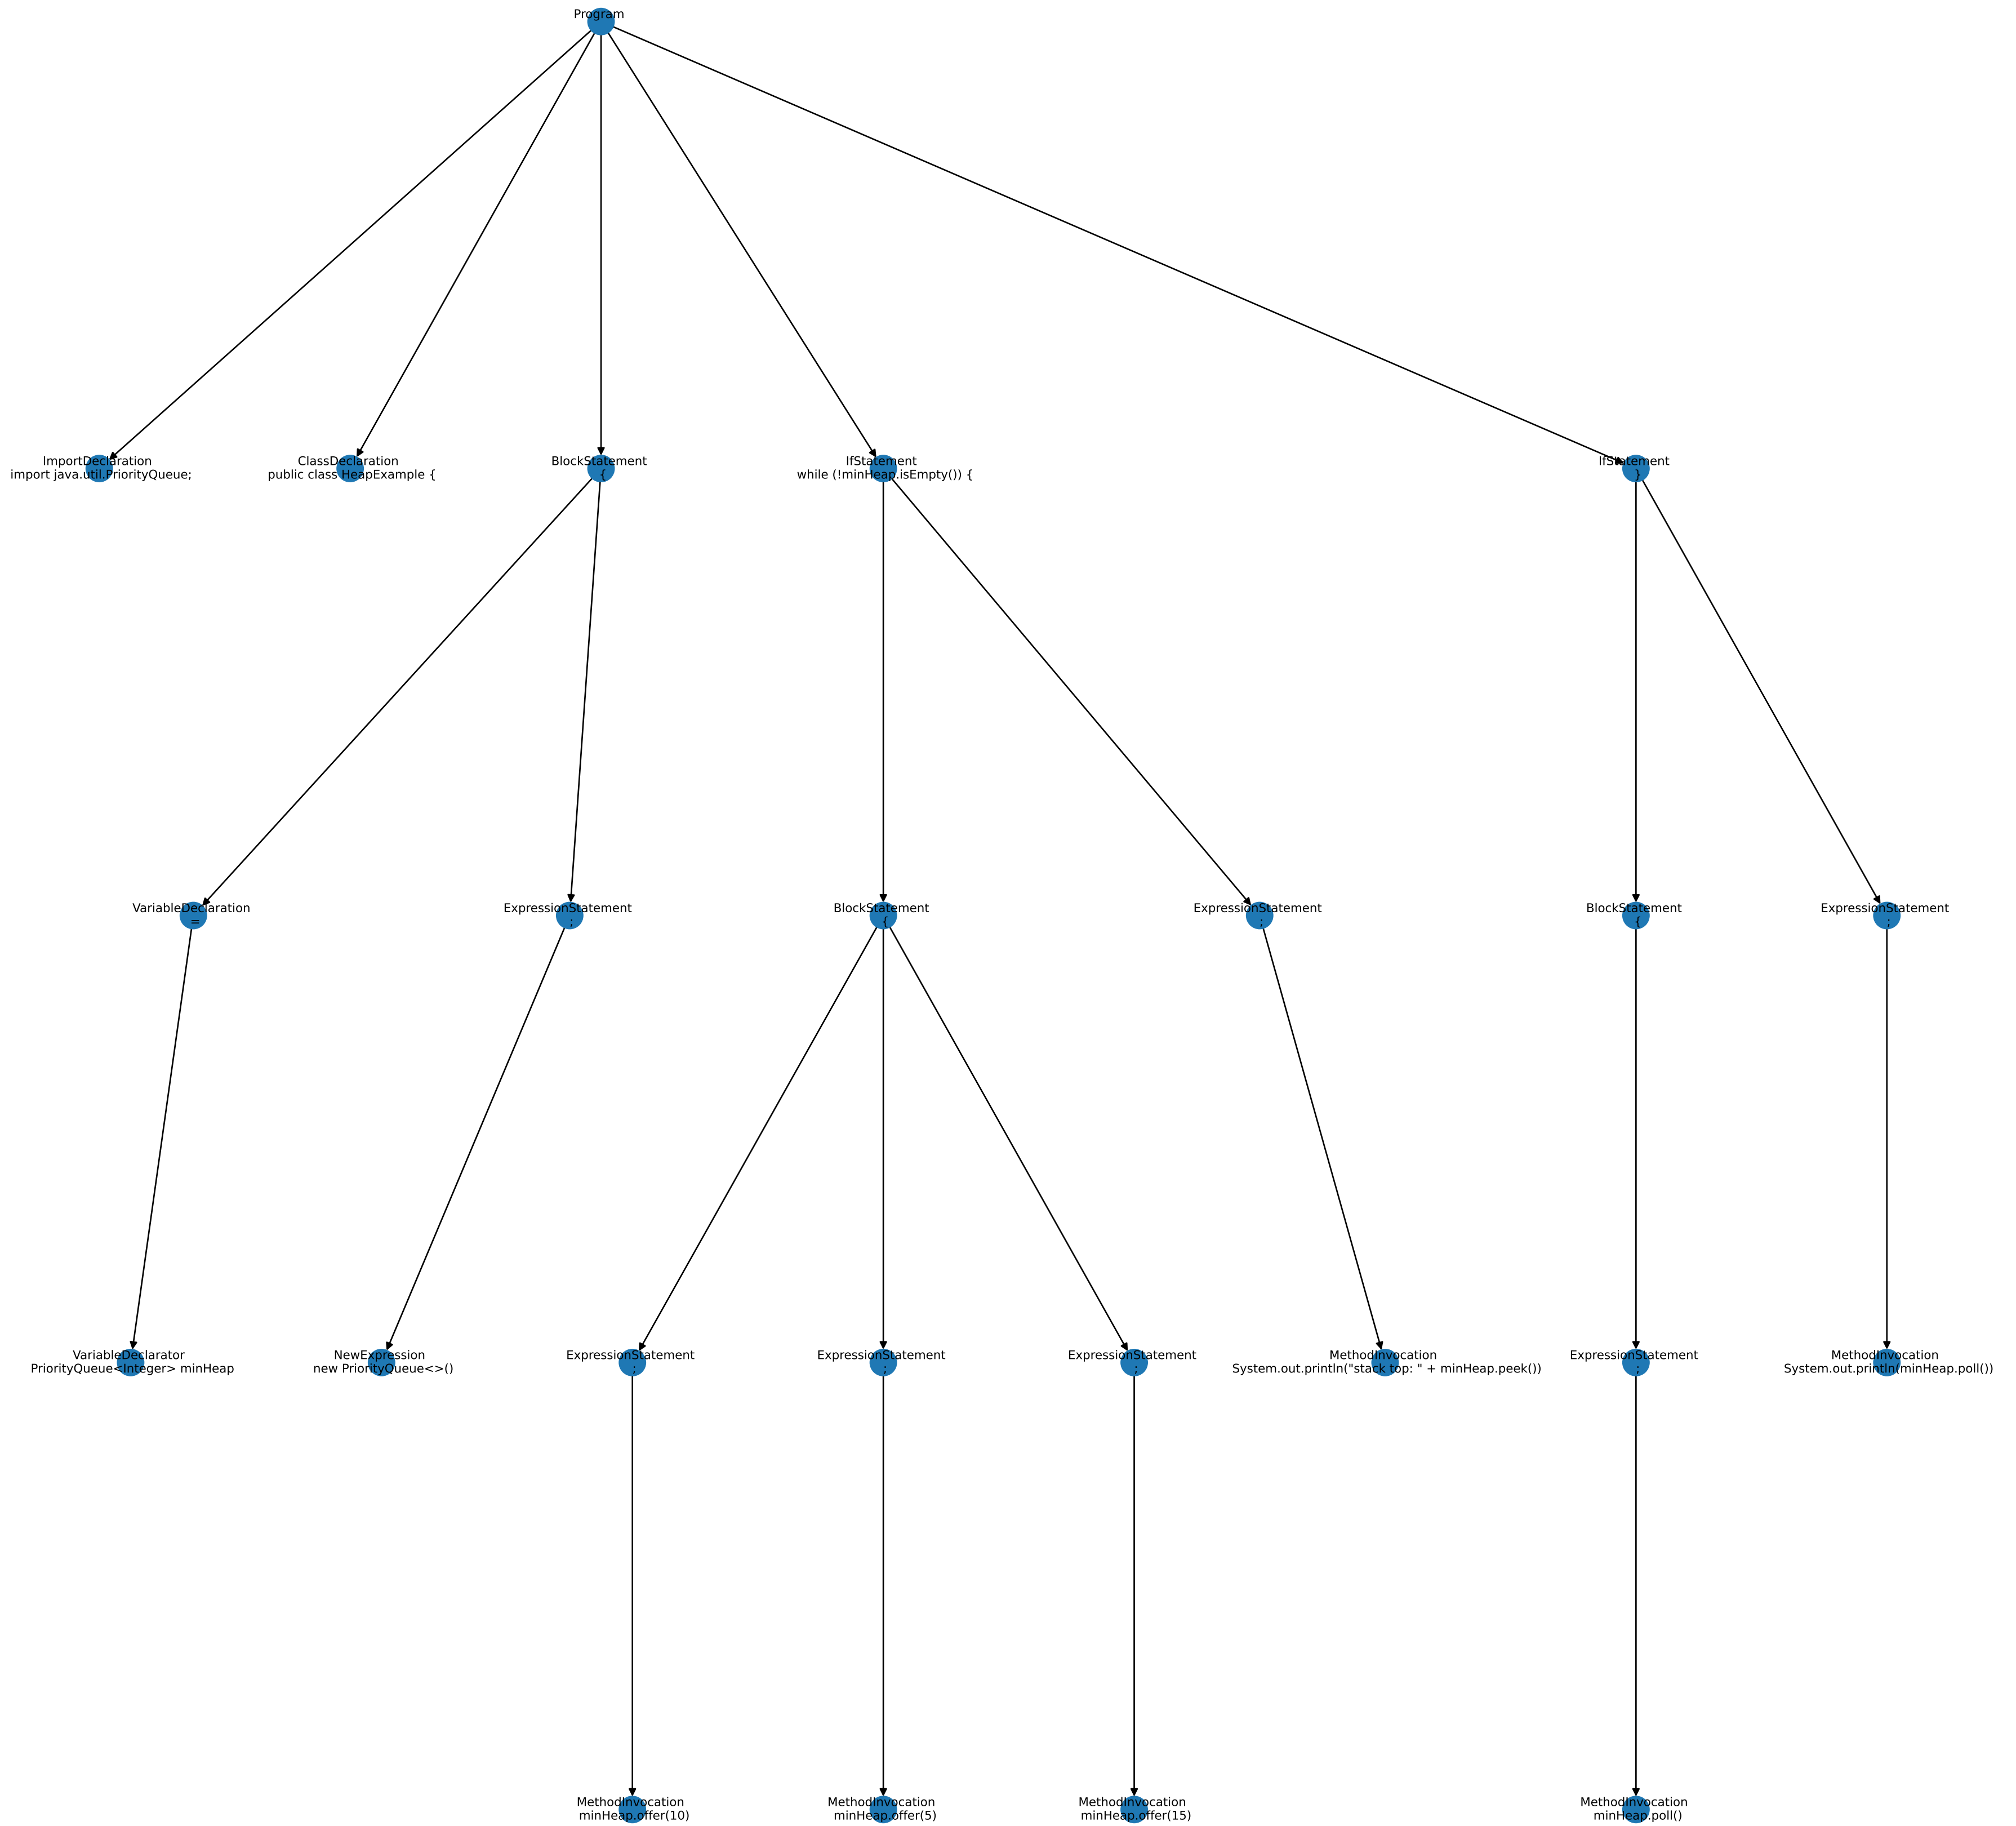 Program
ImportDeclaration
import java.util.PriorityQueue;
ClassDeclaration
public class HeapExample {
BlockStatement
{
IfStatement
while (!minHeap.isEmpty()) {
IfStatement
}
VariableDeclaration
=
ExpressionStatement
;
BlockStatement
{
ExpressionStatement
;
BlockStatement
{
ExpressionStatement
;
VariableDeclarator
PriorityQueue<Integer> minHeap
NewExpression
new PriorityQueue<>()
ExpressionStatement
;
ExpressionStatement
;
ExpressionStatement
;
MethodInvocation
System.out.println("stack top: " + minHeap.peek())
ExpressionStatement
;
MethodInvocation
System.out.println(minHeap.poll())
MethodInvocation
minHeap.offer(10)
MethodInvocation
minHeap.offer(5)
MethodInvocation
minHeap.offer(15)
MethodInvocation
minHeap.poll()